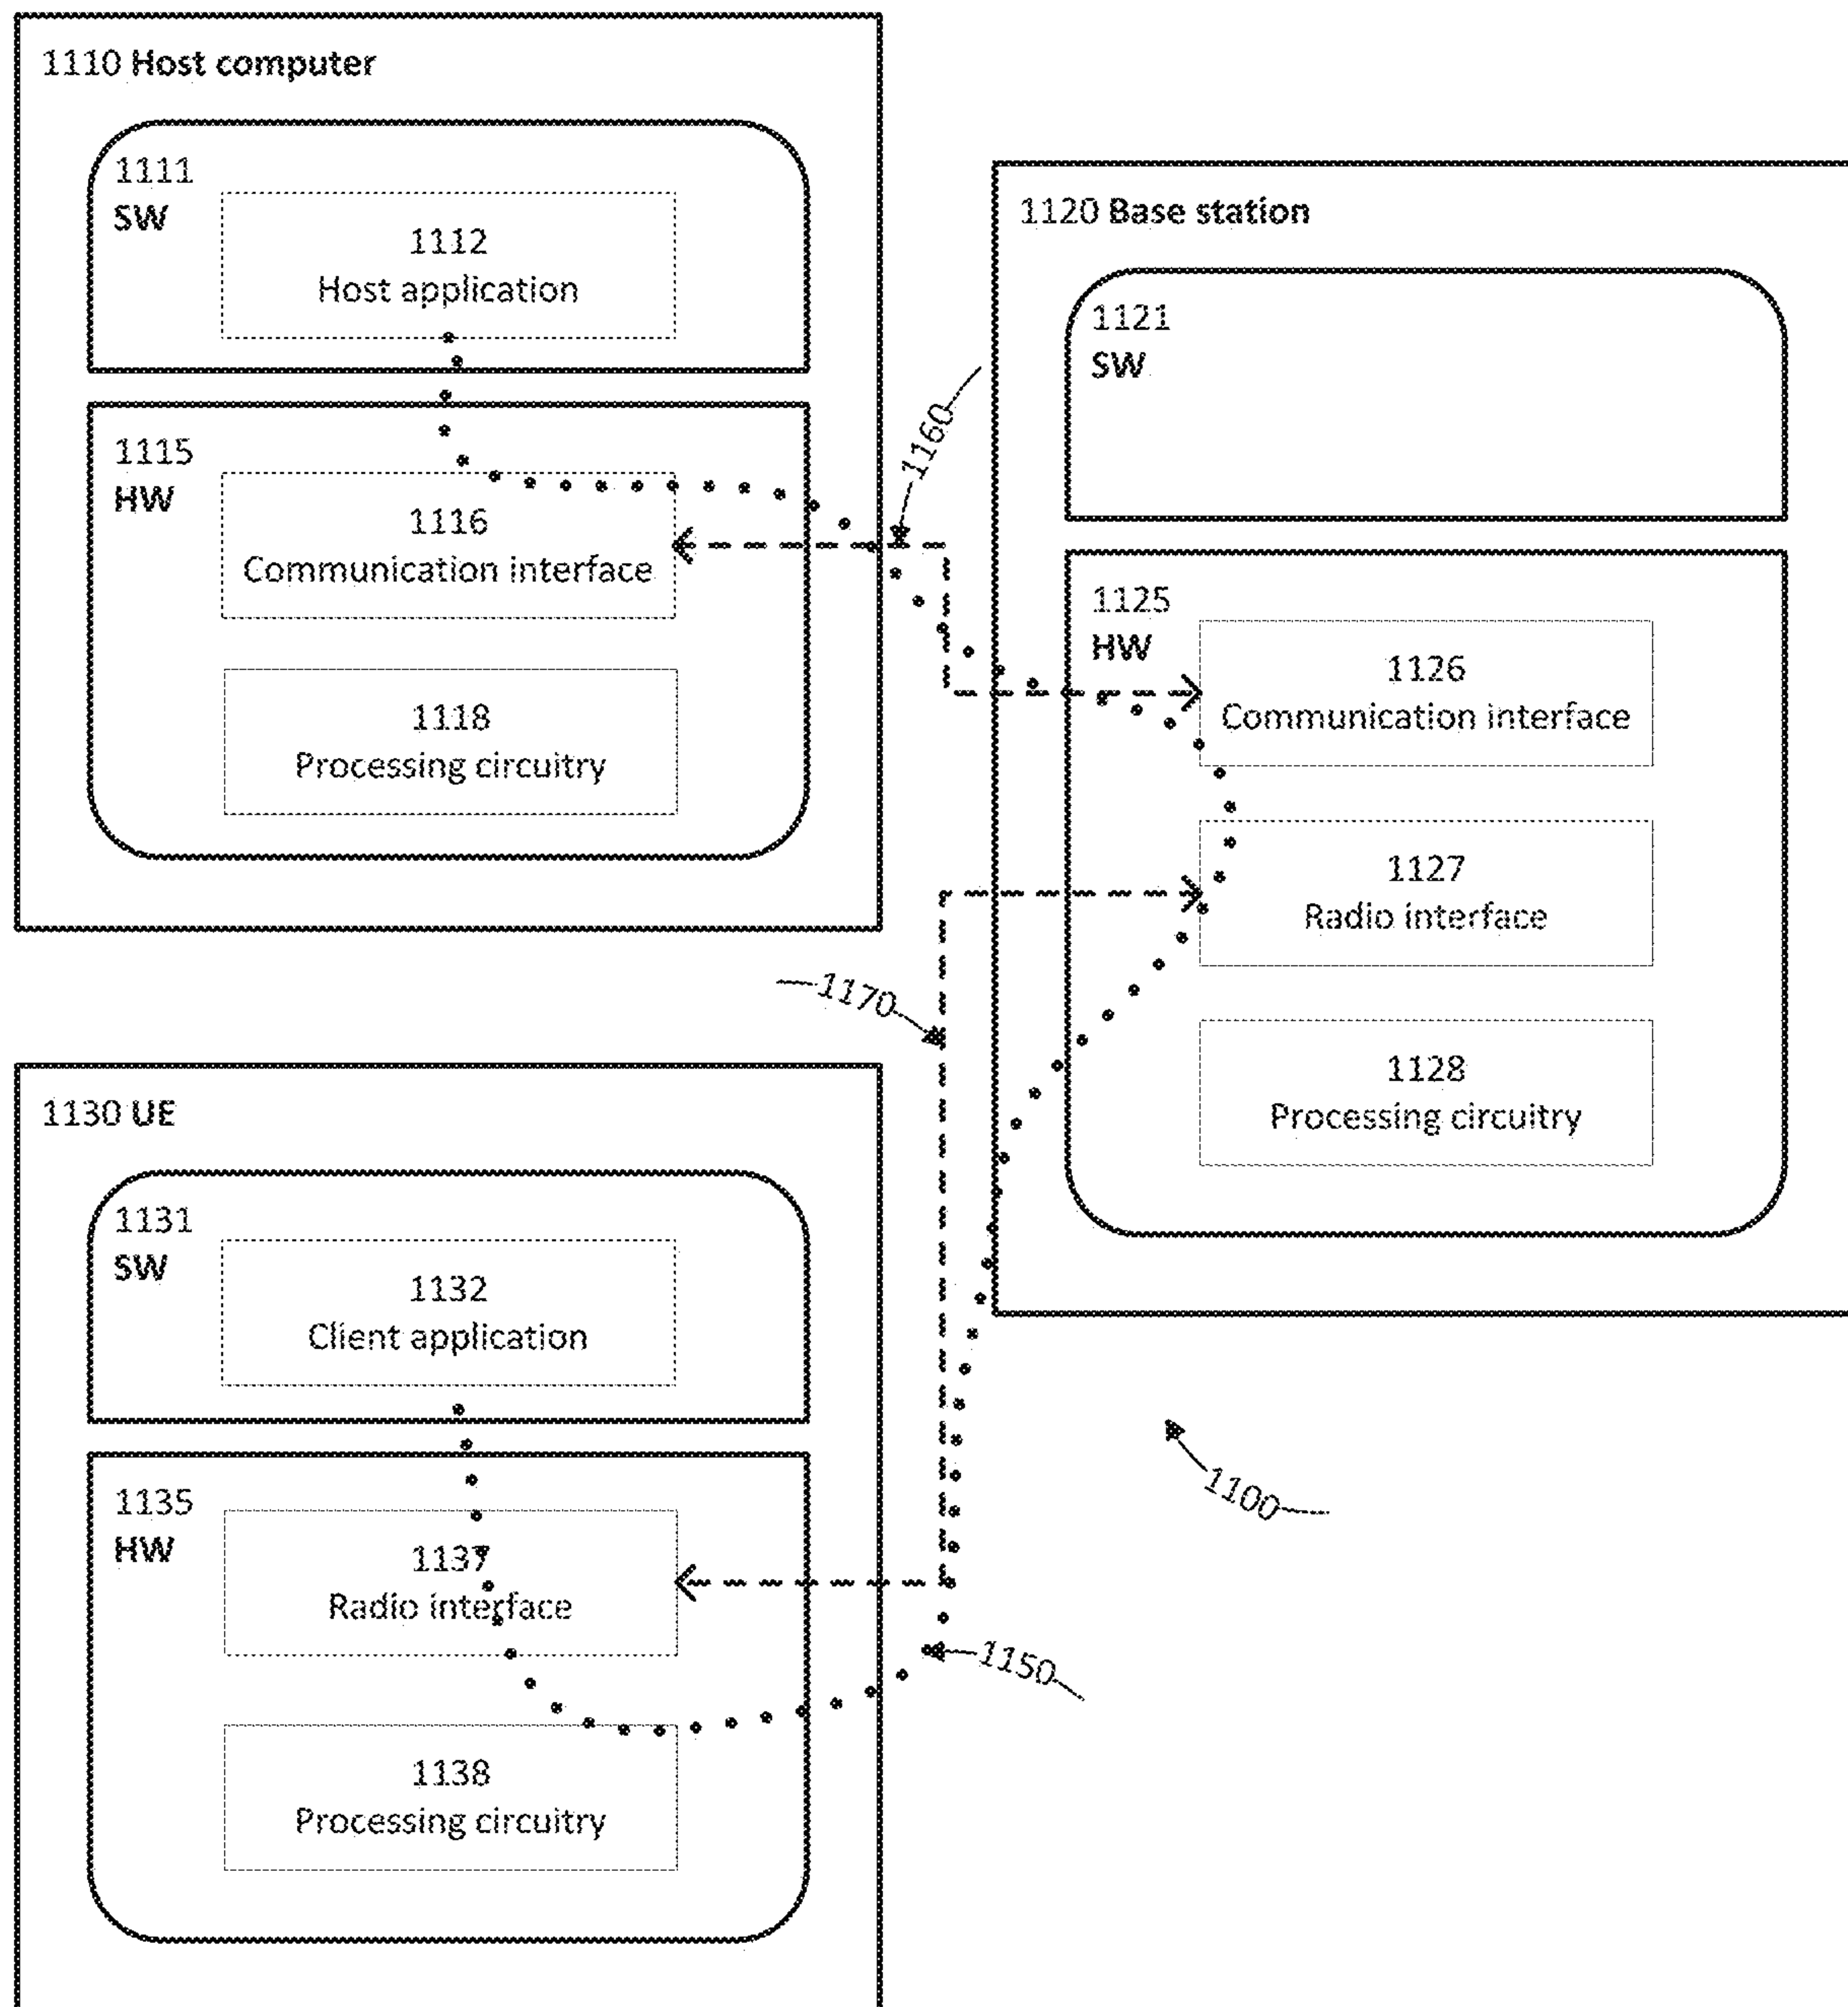 1110 Host computer
1111
SW
1112
Host application
1115
HW
1116
Communication interface
1118
Processing circuitry
1160
1120 Base station
1121
SW
1125
HW
1126
Communication interface
1127
Radio interface
1128
Processing circuitry
1170
1130 UE
1131
SW
1132
Client application
1135
HW
1137
Radio interface
1138
Processing circuitry
1150
1100